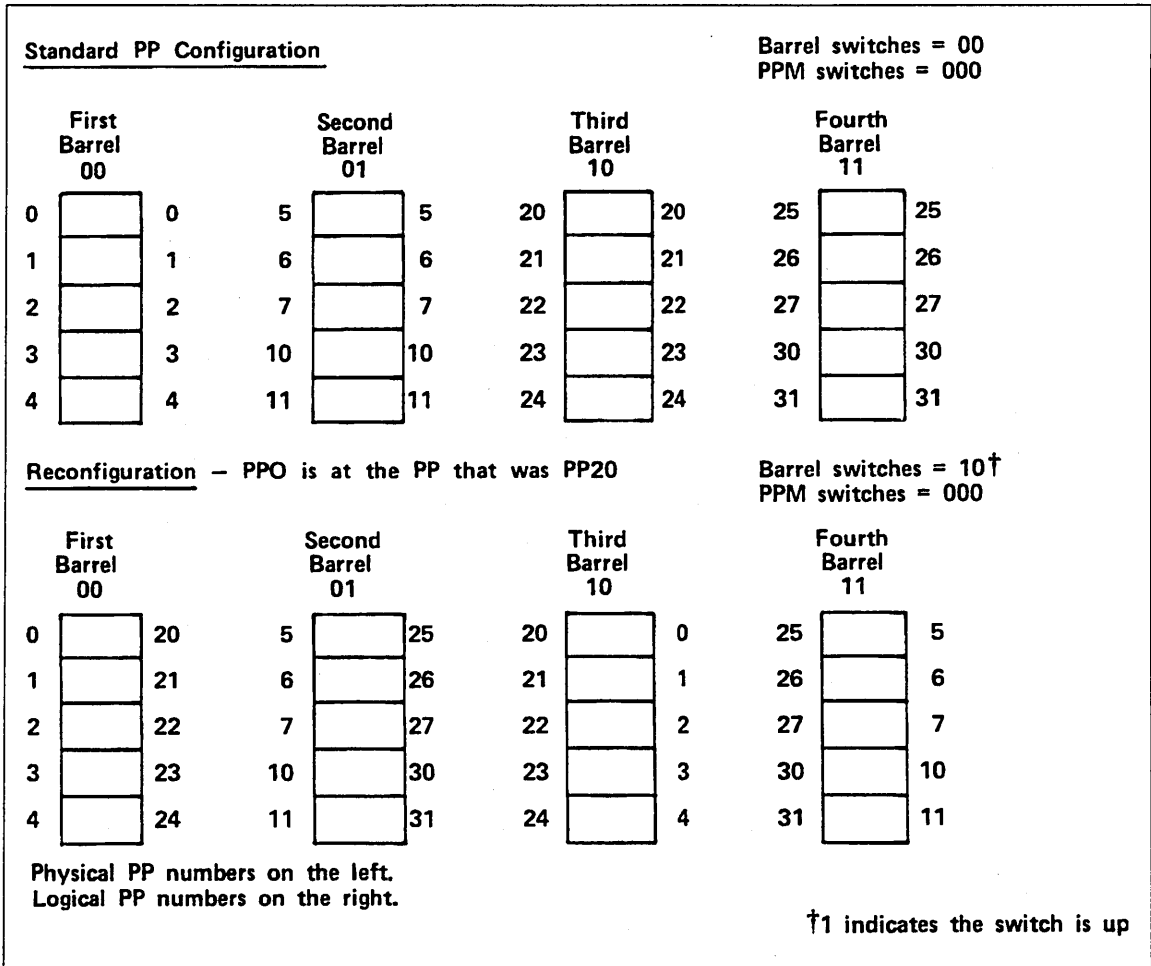 Standard PP Configuration
Barrel switches = 00
PPM switches = 000
First Barrel 00
Second Barrel 01
Third Barrel 10
Fourth Barrel 11
0 0 5 5 20 20 25 25
1 1 6 6 21 21 26 26
2 2 7 7 22 22 27 27
3 3 10 10 23 23 30 30
4 4 11 11 24 24 31 31
Reconfiguration – PPO is at the PP that was PP20
Barrel switches = 10†
PPM switches = 000
First Barrel 00
Second Barrel 01
Third Barrel 10
Fourth Barrel 11
0 20 5 25 20 0 25 5
1 21 6 26 21 1 26 6
2 22 7 27 22 2 27 7
3 23 10 30 23 3 30 10
4 24 11 31 24 4 31 11
Physical PP numbers on the left.
Logical PP numbers on the right.
†1 indicates the switch is up